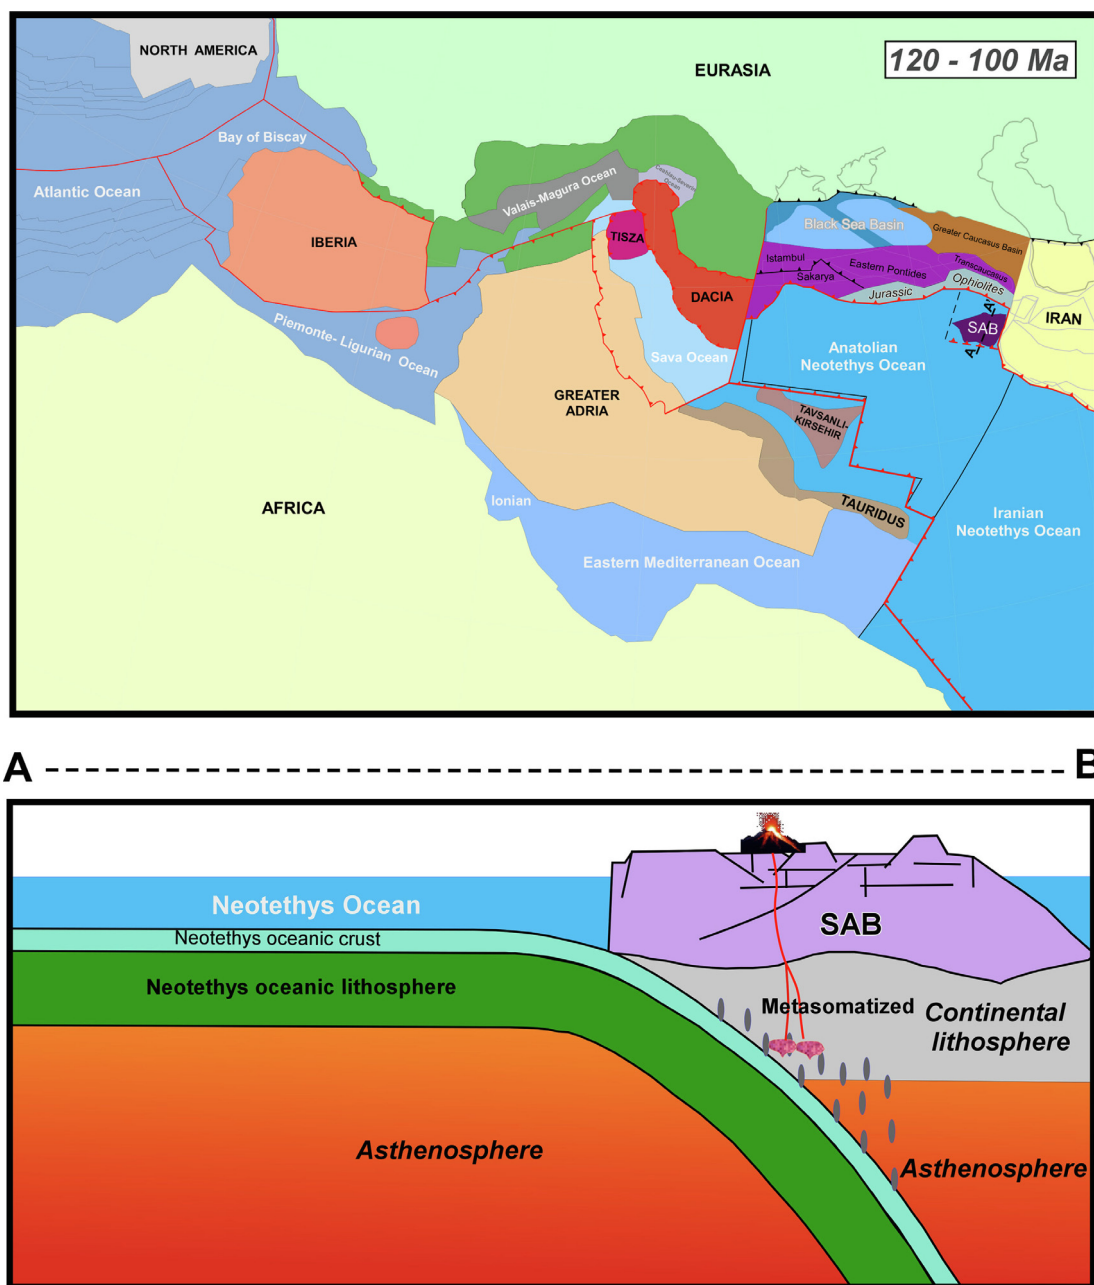 NORTH AMERICA
EURASIA
120 - 100 Ma
Bay of Biscay
Atlantic Ocean
Valais-Magura Ocean
Ocean
IBERIA
TISZA
DACIA
Black Sea Basin
Greater Caucasus Basin
Istambul
Eastern Pontides
Transcaucasus
Sakarya
Jurassic
Ophiolites
A'
SAB
A
IRAN
Piemonte- Ligurian Ocean
Sava Ocean
Anatolian
Neotethys Ocean
GREATER
ADRIA
TAVSANLI-
KIRSEHIR
AFRICA
Ionian
TAURIDUS
Iranian
Neotethys Ocean
Eastern Mediterranean Ocean
A
B
Neotethys Ocean
SAB
Neotethys oceanic crust
Neotethys oceanic lithosphere
Metasomatized
Continental
lithosphere
Asthenosphere
Asthenosphere